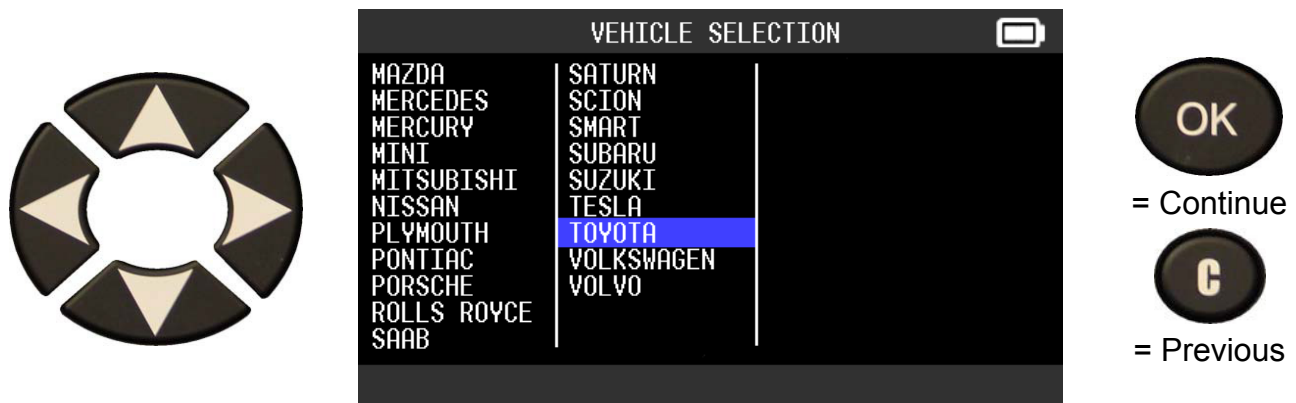 VEHICLE SELECTION
MAZDA
MERCEDES
MERCURY
MINI
MITSUBISHI
NISSAN
PLYMOUTH
PONTIAC
PORSCHE
ROLLS ROYCE
SAAB
SATURN
SCION
SMART
SUBARU
SUZUKI
TESLA
TOYOTA
VOLKSWAGEN
VOLVO
OK
= Continue
C
= Previous